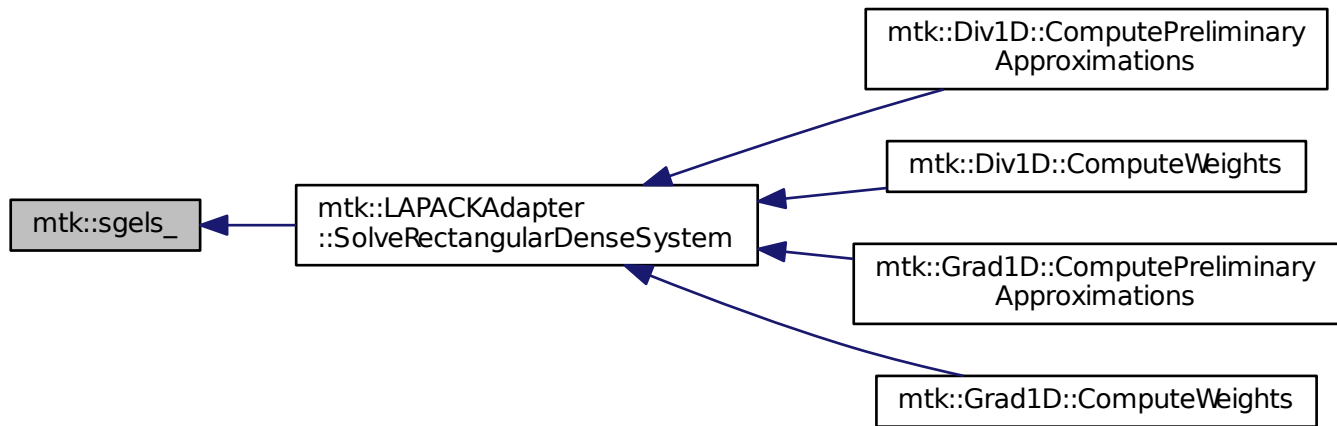 mtk::sgels_
mtk::LAPACKAdapter
::SolveRectangularDenseSystem
mtk::Div1D::ComputePreliminary
Approximations
mtk::Div1D::ComputeWeights
mtk::Grad1D::ComputePreliminary
Approximations
mtk::Grad1D::ComputeWeights